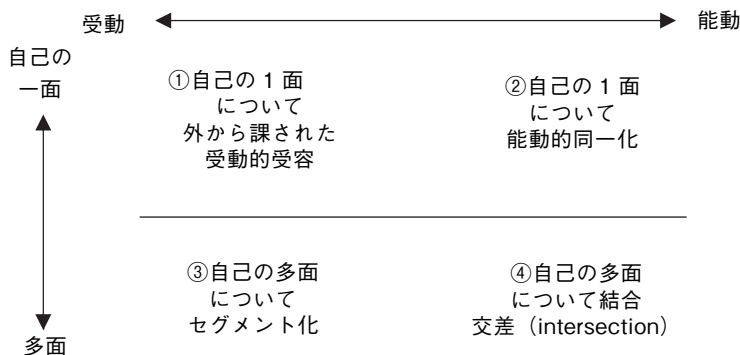 受動
能動
自己の
一面
①自己の 1 面
について
外から課された
受動的受容
②自己の 1 面
について
能動的同一化
③自己の多面
について
セグメント化
④自己の多面
について結合
交差（intersection）
多面